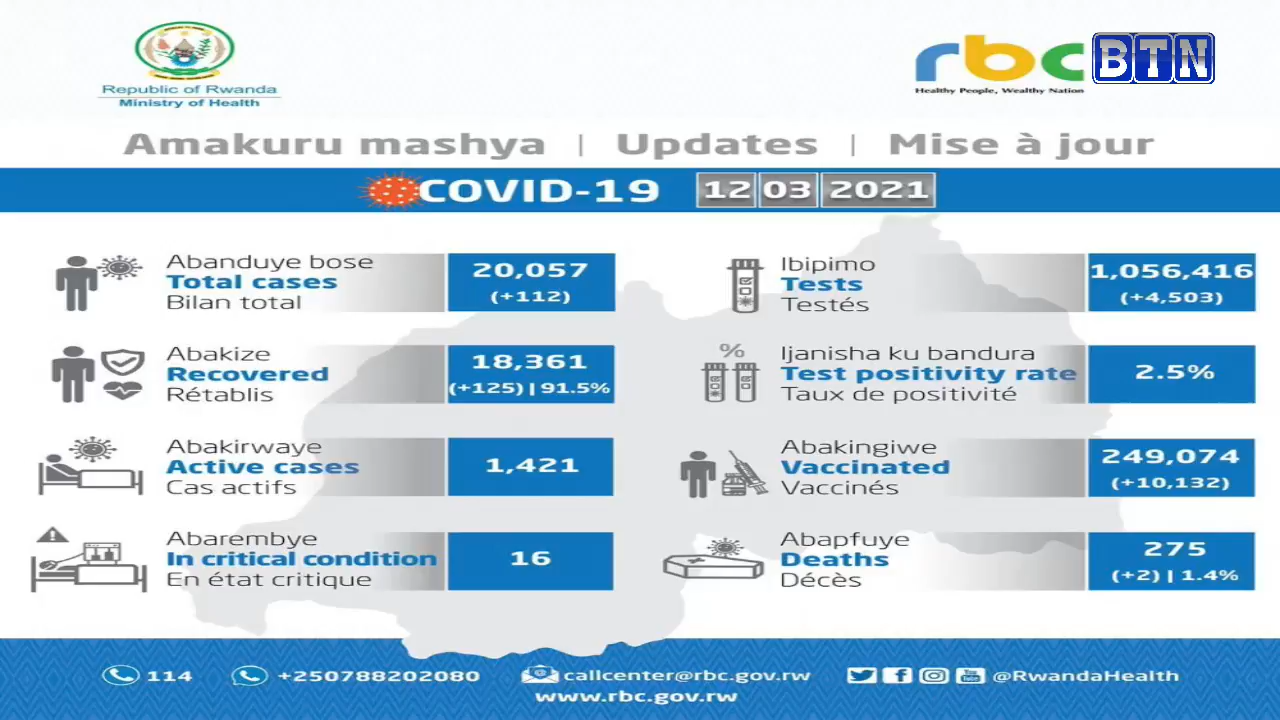 Republic of Rwanda
Ministry of Health
rbc
BTN
Healthy People, Wealthy Nation
Amakuru mashya | Updates | Mise à jour
COVID-19 12 03 2021
Abanduye bose
Total cases
Bilan total
20,057
(+112)
Ibipimo
Tests
Testés
1,056,416
(+4,503)
Abakize
Recovered
Rétablis
18,361
(+125) | 91.5%
%
Ijanisha ku bandura
Test positivity rate
Taux de positivité
2.5%
Abakirwaye
Active cases
Cas actifs
1,421
Abakingiwe
Vaccinated
Vaccinés
249,074
(+10,132)
Abarembye
In critical condition
En état critique
16
Abapfuye
Deaths
Décès
275
(+2) | 1.4%
114 +250788202080 callcenter@rbc.gov.rw @RwandaHealth
www.rbc.gov.rw